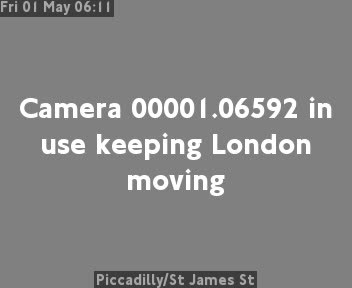 Fri 01 May 06:11
Camera 00001.06592 in
use keeping London
moving
Piccadilly/St James St